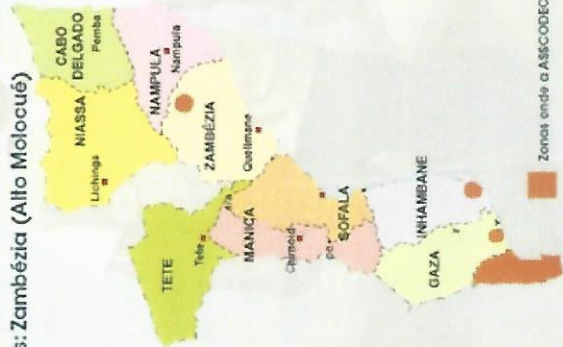 s: Zambézia (Alto Molocué)
CABO
DELGADO
Pemba
NIASSA
Lichinga
NAMPULA
Nampula
ZAMBÉZIA
Quelimane
TETE
Tete
MANICA
Chimoio
SOFALA
INHAMBANE
GAZA
Zonas onde a ASSCODEC